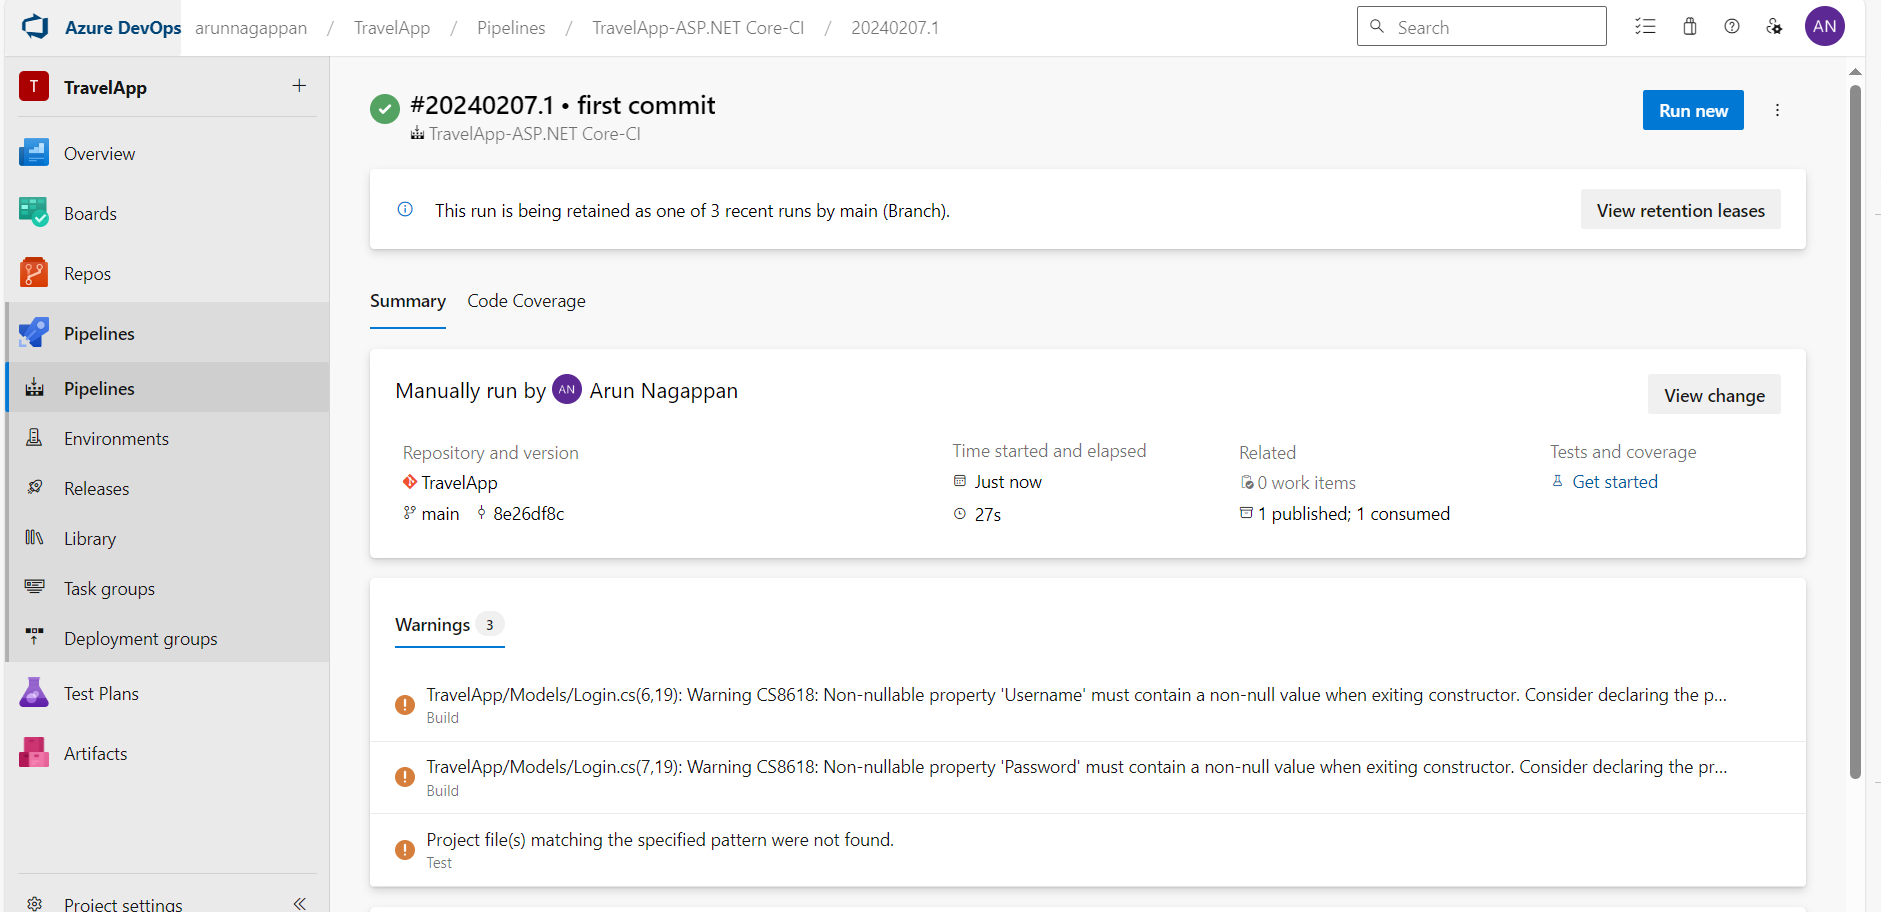 Azure DevOps arunnagappan / TravelApp / Pipelines / TravelApp-ASP.NET Core-CI / 20240207.1 Search AN
T TravelApp +
Overview
Boards
Repos
Pipelines
Pipelines
Environments
Releases
Library
Task groups
Deployment groups
Test Plans
Artifacts
Project settings
#20240207.1 • first commit
TravelApp-ASP.NET Core-CI
Run new
This run is being retained as one of 3 recent runs by main (Branch).
View retention leases
Summary Code Coverage
Manually run by AN Arun Nagappan
View change
Repository and version
TravelApp
main 8e26df8c
Time started and elapsed
Just now
27s
Related
0 work items
1 published; 1 consumed
Tests and coverage
Get started
Warnings 3
TravelApp/Models/Login.cs(6,19): Warning CS8618: Non-nullable property 'Username' must contain a non-null value when exiting constructor. Consider declaring the p...
Build
TravelApp/Models/Login.cs(7,19): Warning CS8618: Non-nullable property 'Password' must contain a non-null value when exiting constructor. Consider declaring the pr...
Build
Project file(s) matching the specified pattern were not found.
Test